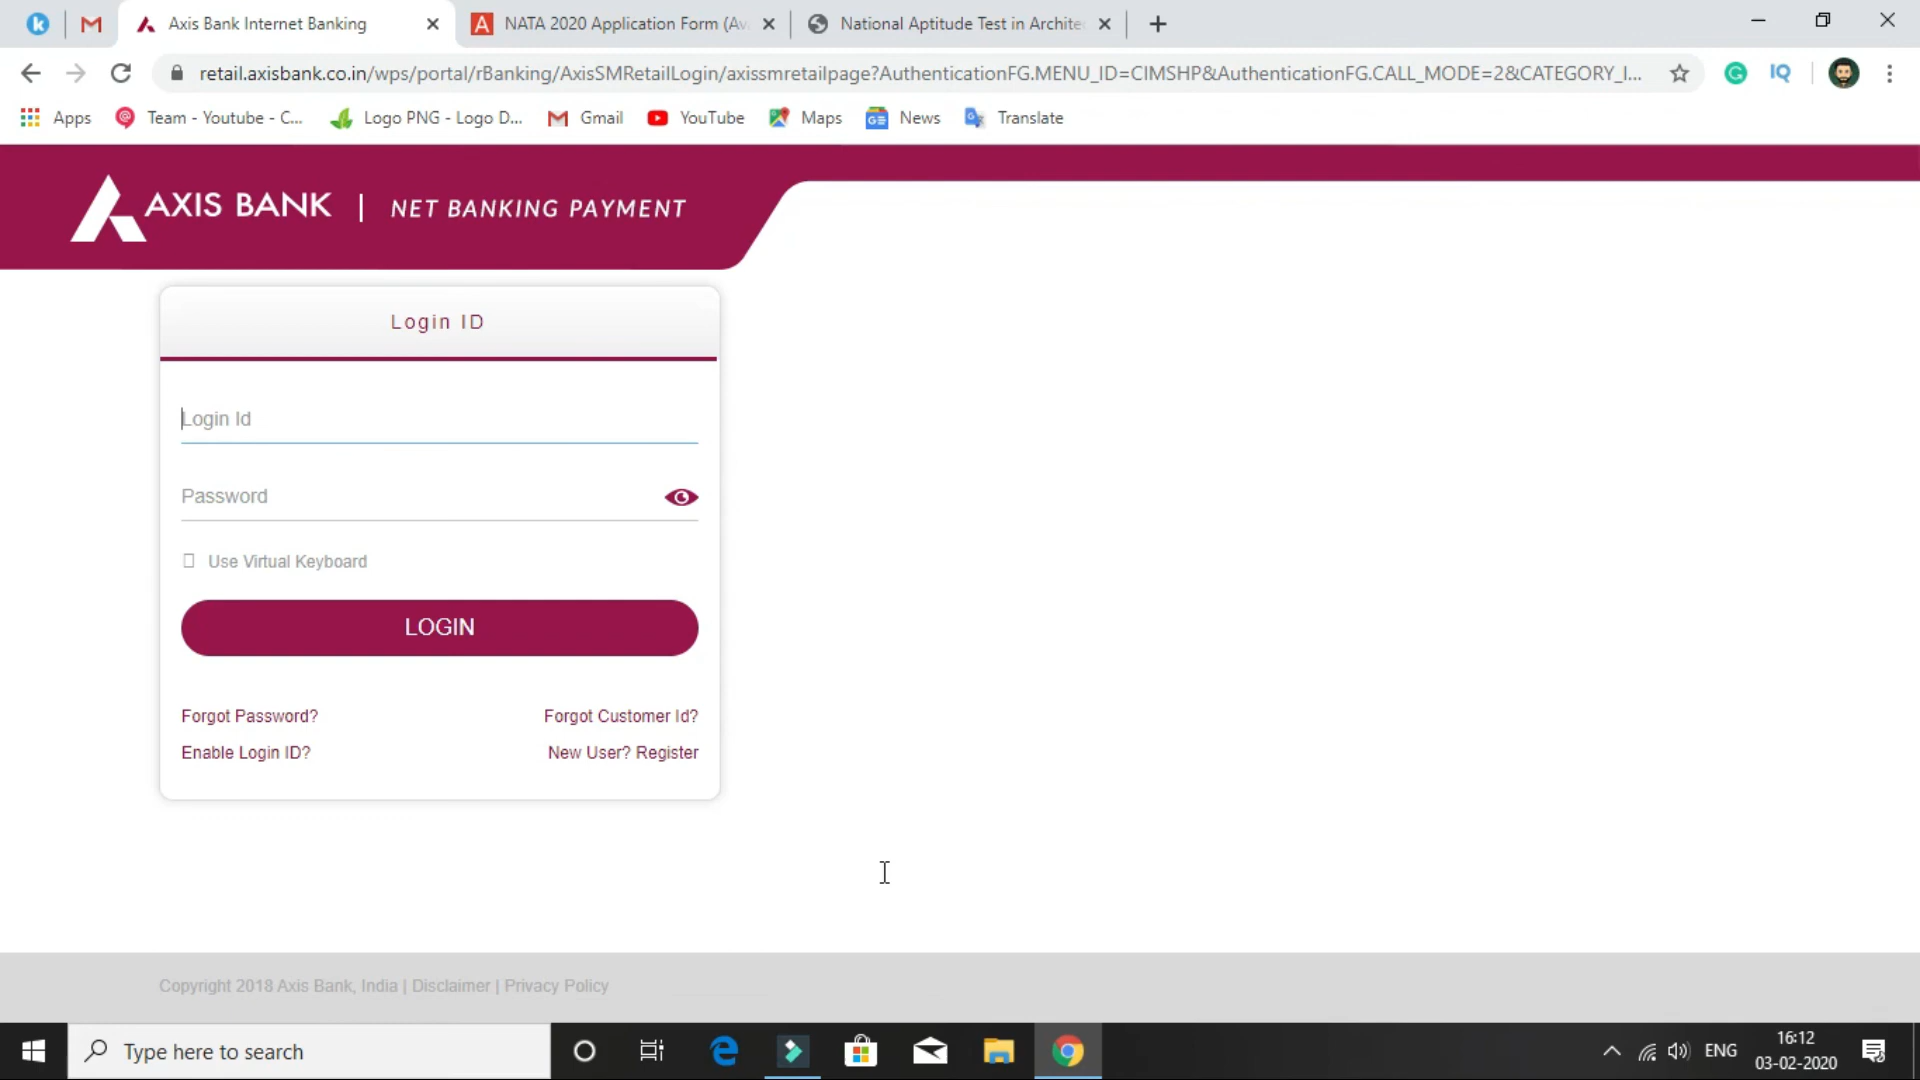 Axis Bank Internet Banking
NATA 2020 Application Form (Av
National Aptitude Test in Archite
retail.axisbank.co.in/wps/portal/rBanking/AxisSMRetailLogin/axissmretailpage?AuthenticationFG.MENU_ID=CIMSHP&AuthenticationFG.CALL_MODE=2&CATEGORY_I...
IQ
Apps
Team - Youtube - C...
Logo PNG - Logo D...
Gmail
YouTube
Maps
News
Translate
AXIS BANK | NET BANKING PAYMENT
Login ID
Login Id
Password
Use Virtual Keyboard
LOGIN
Forgot Password?
Forgot Customer Id?
Enable Login ID?
New User? Register
Copyright 2018 Axis Bank, India | Disclaimer | Privacy Policy
Type here to search
ENG
16:12
03-02-2020